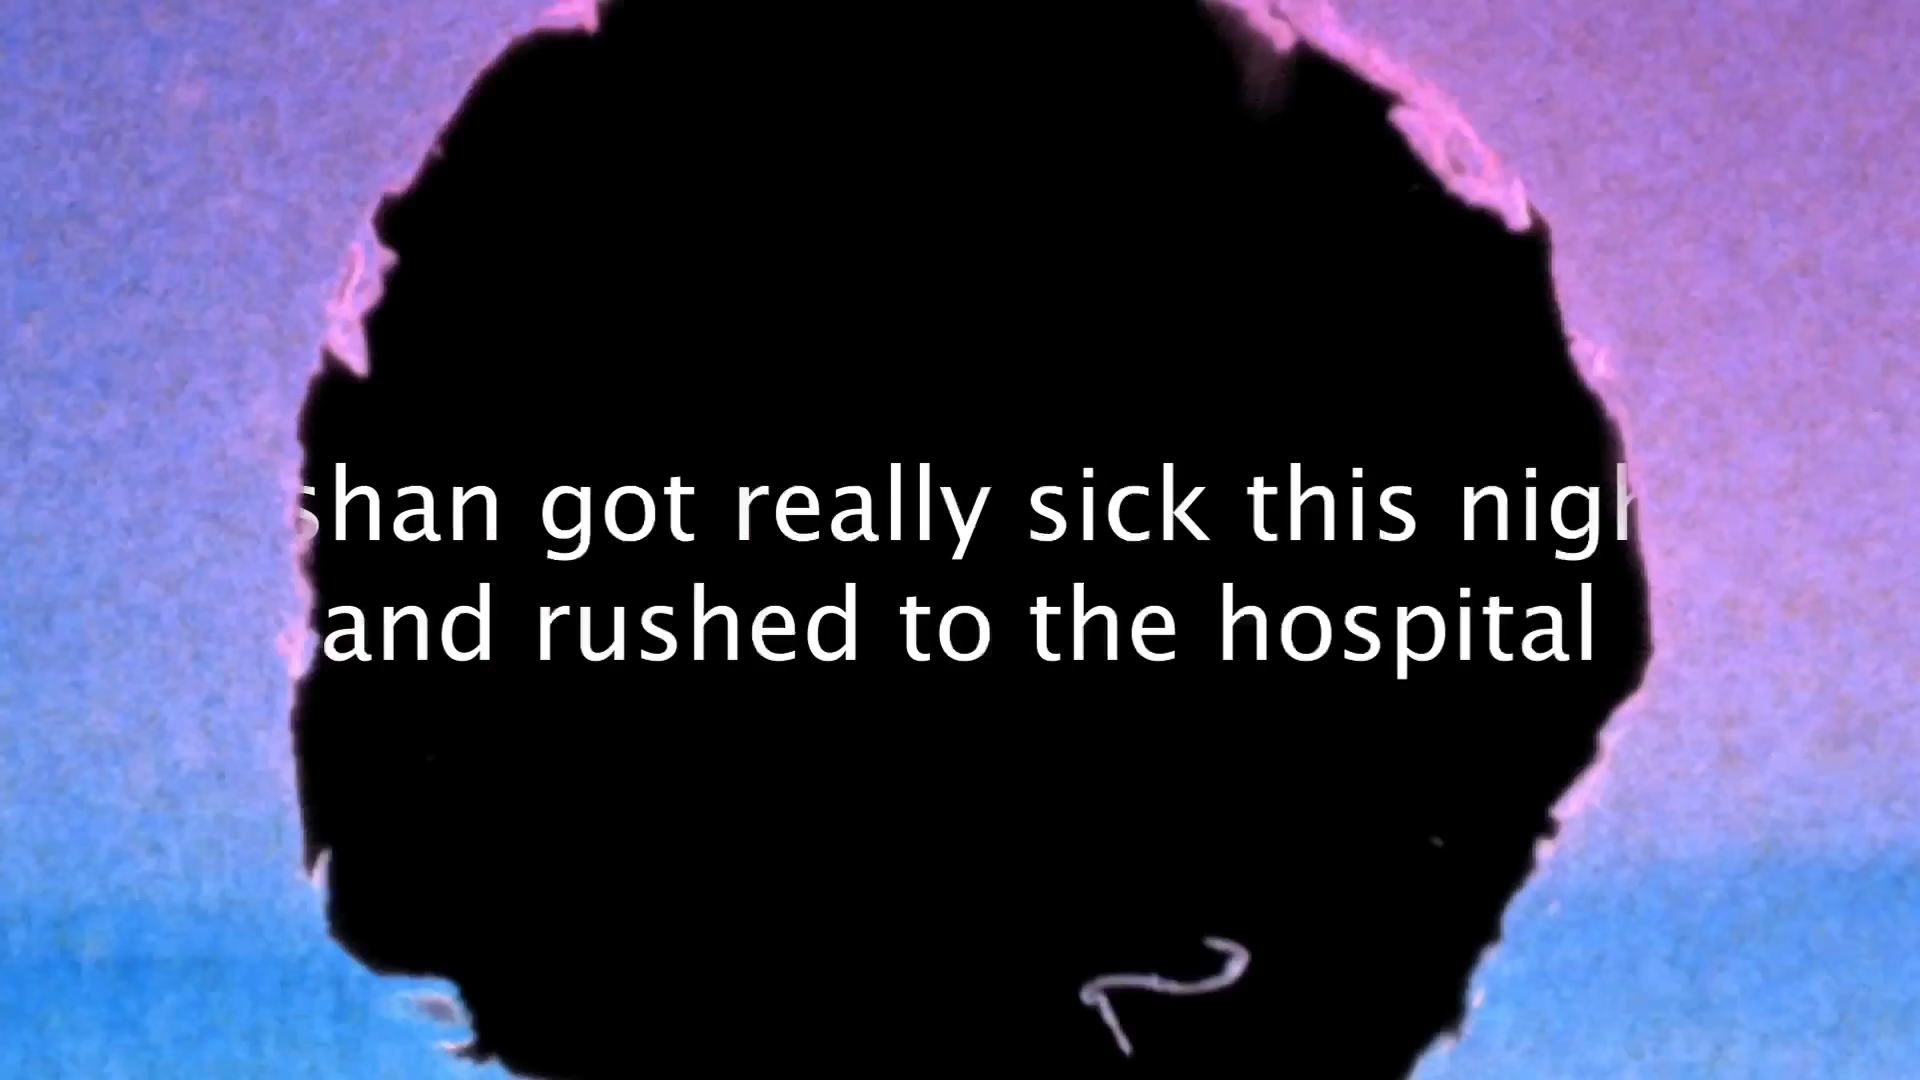 shan got really sick this nigh
and rushed to the hospital